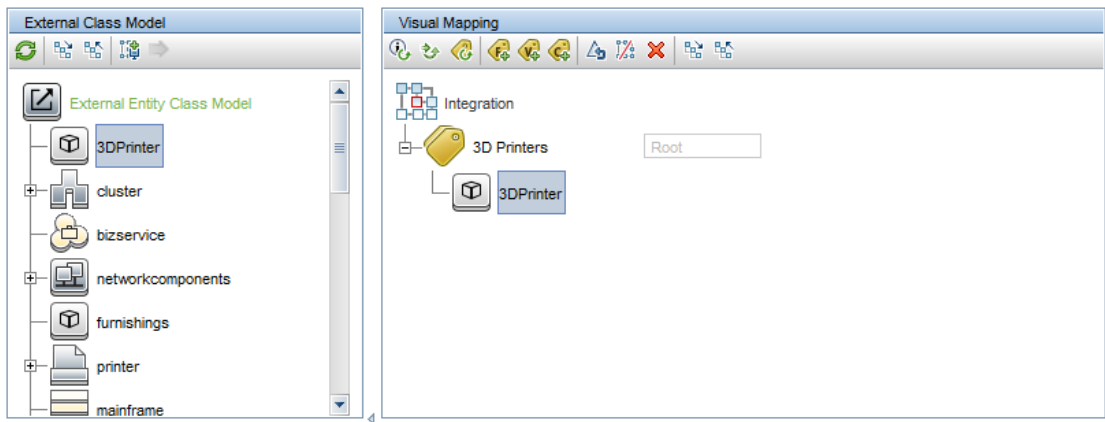 External Class Model
External Entity Class Model
3DPrinter
cluster
bizservice
networkcomponents
furnishings
printer
mainframe
Visual Mapping
Integration
3D Printers
Root
3DPrinter